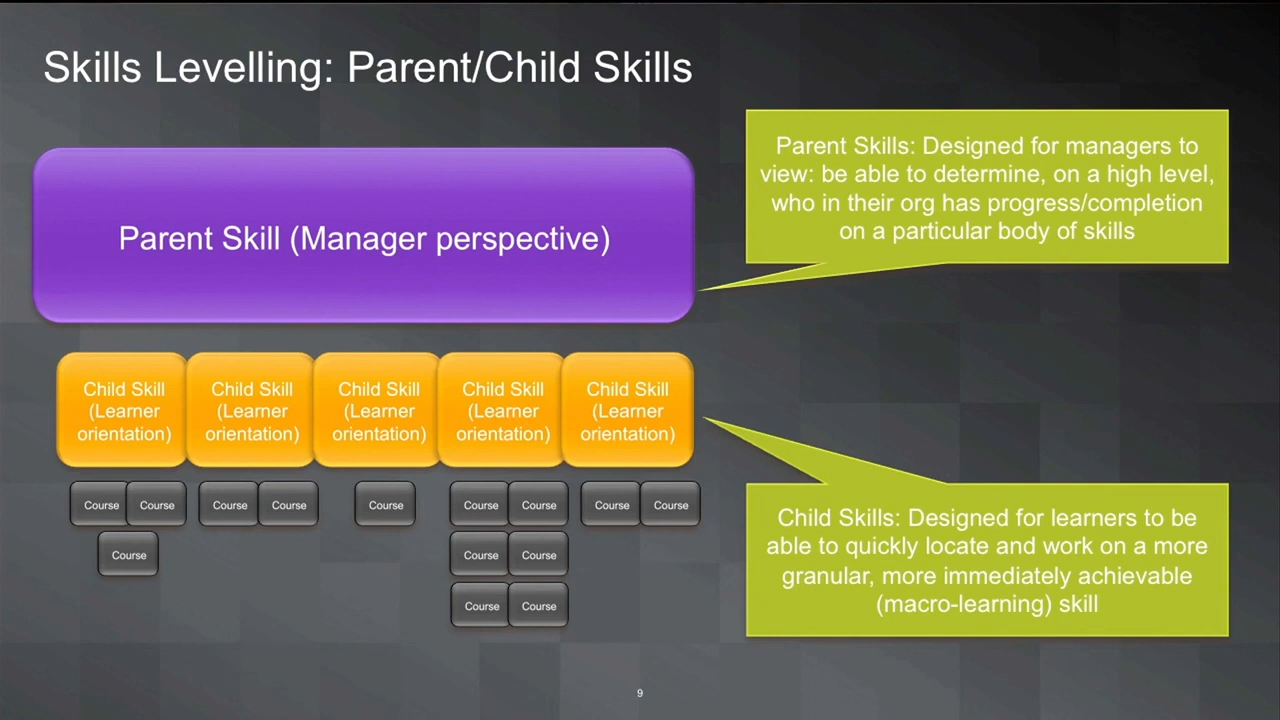 Skills Levelling: Parent/Child Skills
Parent Skill (Manager perspective)
Parent Skills: Designed for managers to
view: be able to determine, on a high level,
who in their org has progress/completion
on a particular body of skills
Child Skill
(Learner
orientation)
Child Skill
(Learner
orientation)
Child Skill
(Learner
orientation)
Child Skill
(Learner
orientation)
Child Skill
(Learner
orientation)
Course
Course
Course
Course
Course
Course
Course
Course
Course
Course
Course
Course
Course
Course
Child Skills: Designed for learners to be
able to quickly locate and work on a more
granular, more immediately achievable
(macro-learning) skill
9